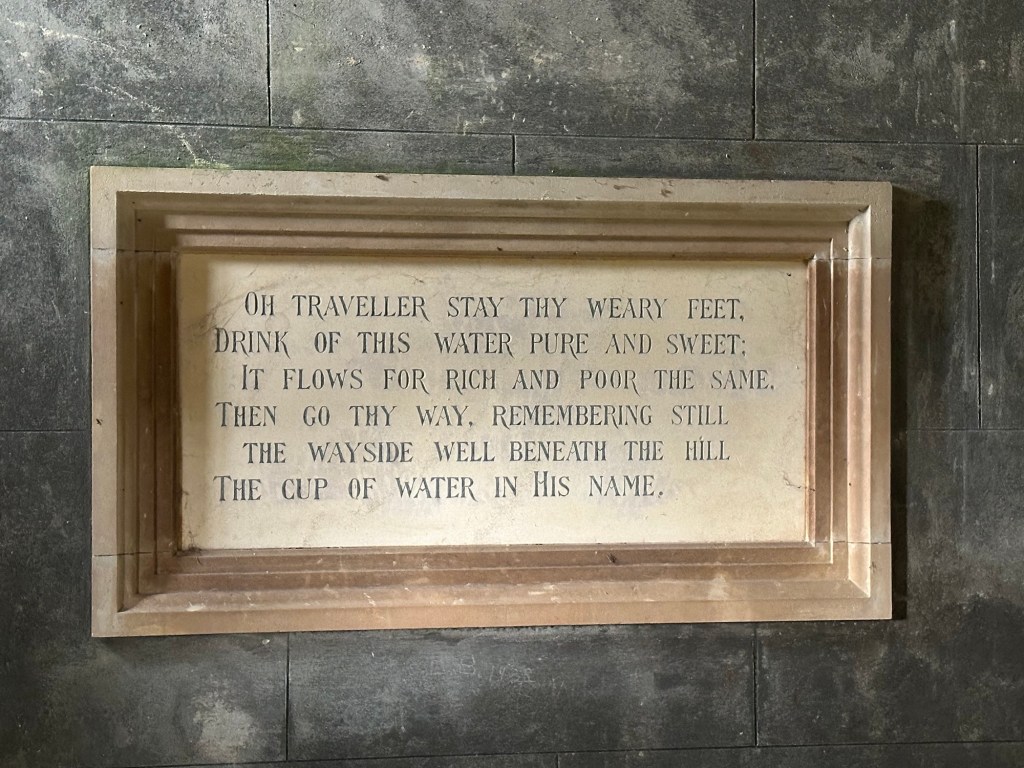 OH TRAVELLER STAY THY WEARY FEET,
DRINK OF THIS WATER PURE AND SWEET;
IT FLOWS FOR RICH AND POOR THE SAME.
THEN GO THY WAY, REMEMBERING STILL
THE WAYSIDE WELL BENEATH THE HILL
THE CUP OF WATER IN HIS NAME.